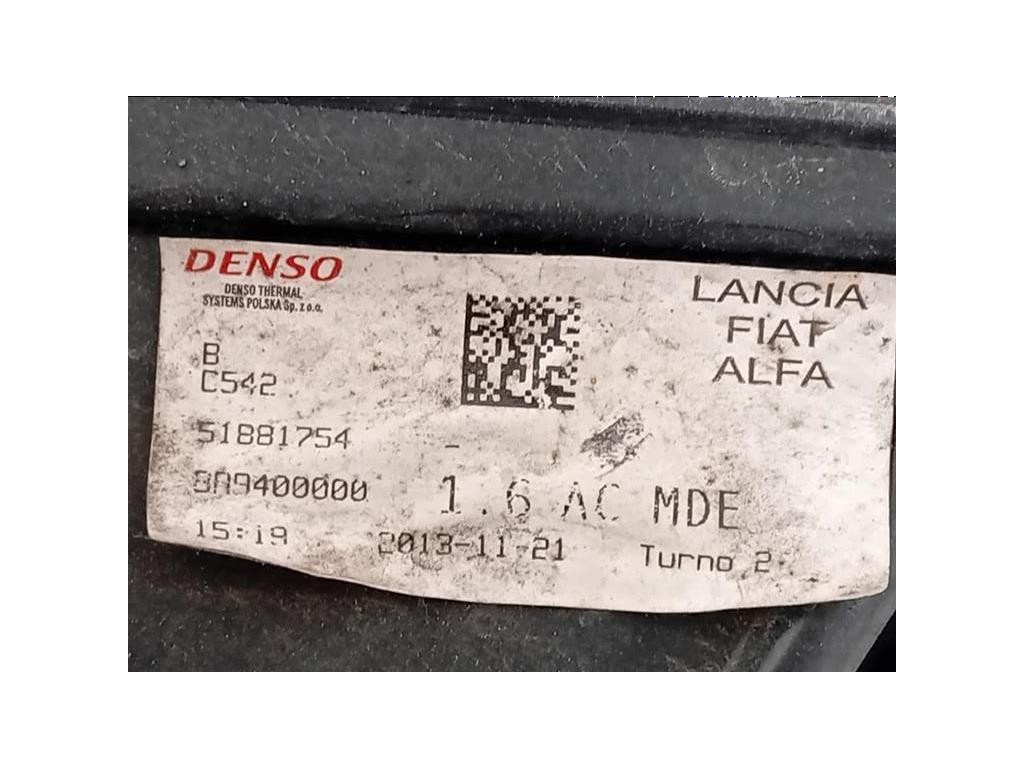 DENSO
DENSO THERMAL
SYSTEMS POLSKA Sp. z o.o.
LANCIA
FIAT
ALFA
B
C542
51881754 -
8A9400000
1.6 AC MDE
15:19
2013-11-21
Turno 2